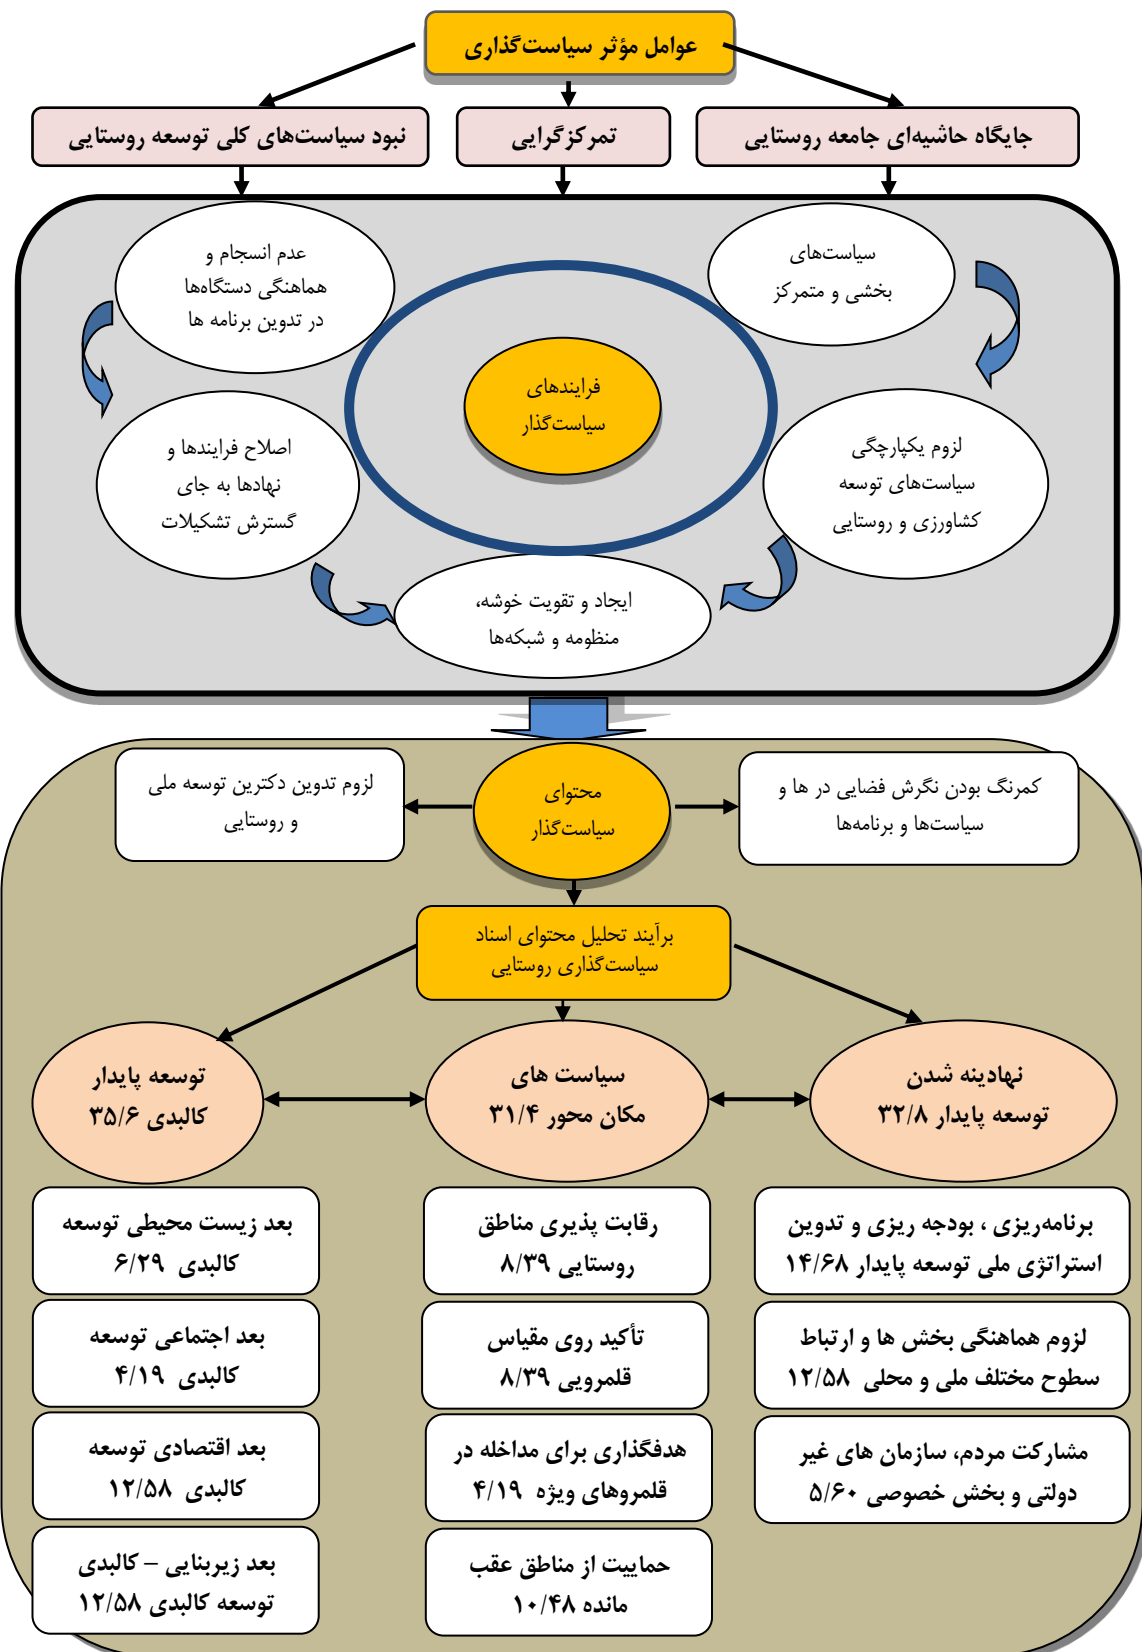 عوامل مؤثر سیاست‌گذاری
جایگاه حاشیه‌ای جامعه روستایی
تمرکزگرایی
نبود سیاست‌های کلی توسعه روستایی
سیاست‌های
بخشی و متمرکز
عدم انسجام و
هماهنگی دستگاه‌ها
در تدوین برنامه ها
فرایندهای
سیاست‌گذار
لزوم یکپارچگی
سیاست‌های توسعه
کشاورزی و روستایی
اصلاح فرایندها و
نهادها به جای
گسترش تشکیلات
ایجاد و تقویت خوشه،
منظومه و شبکه‌ها
کمرنگ بودن نگرش فضایی در ها و
سیاست‌ها و برنامه‌ها
محتوای
سیاست‌گذار
لزوم تدوین دکترین توسعه ملی
و روستایی
برآیند تحلیل محتوای اسناد
سیاست‌گذاری روستایی
نهادینه شدن
توسعه پایدار ۳۲/۸
سیاست های
مکان محور ۳۱/۴
توسعه پایدار
کالبدی ۳۵/۶
برنامه‌ریزی ، بودجه ریزی و تدوین
استراتژی ملی توسعه پایدار ۱۴/۶۸
لزوم هماهنگی بخش ها و ارتباط
سطوح مختلف ملی و محلی ۱۲/۵۸
مشارکت مردم، سازمان های غیر
دولتی و بخش خصوصی ۵/۶۰
رقابت پذیری مناطق
روستایی ۸/۳۹
تأکید روی مقیاس
قلمرویی ۸/۳۹
هدفگذاری برای مداخله در
قلمروهای ویژه ۴/۱۹
حماییت از مناطق عقب
مانده ۱۰/۴۸
بعد زیست محیطی توسعه
کالبدی ۶/۲۹
بعد اجتماعی توسعه
کالبدی ۴/۱۹
بعد اقتصادی توسعه
کالبدی ۱۲/۵۸
بعد زیربنایی – کالبدی
توسعه کالبدی ۱۲/۵۸